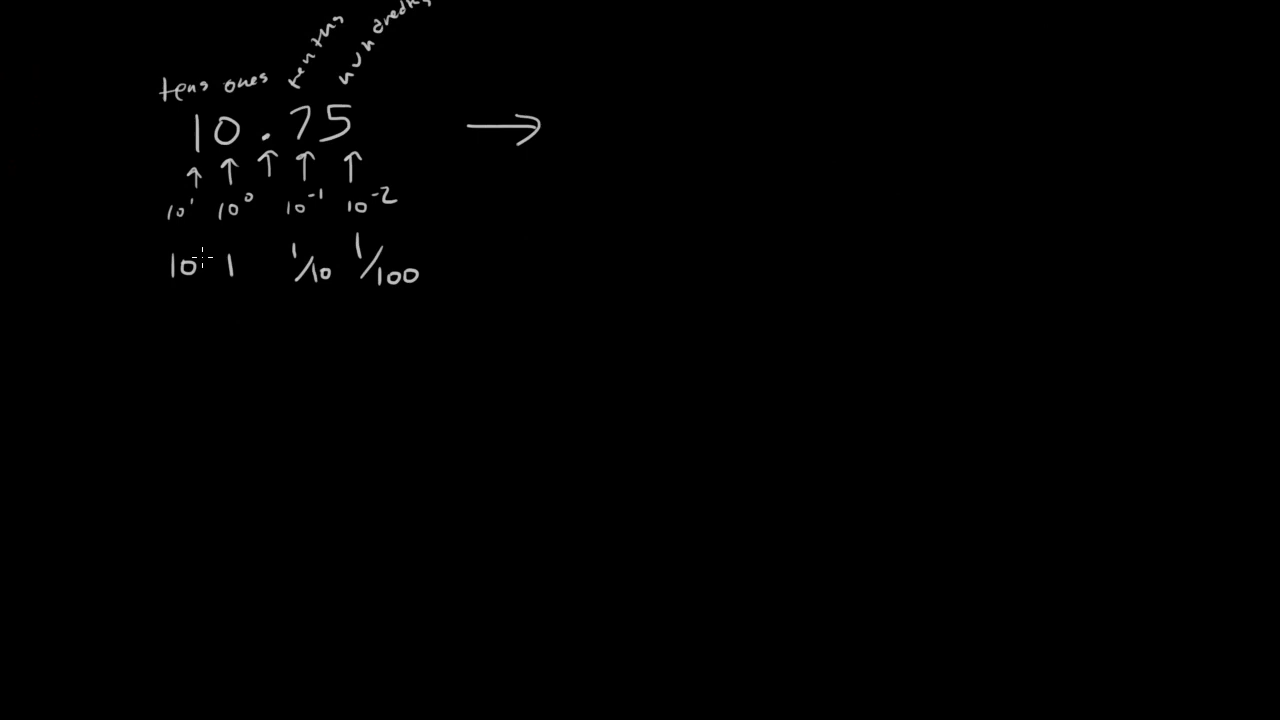 tenths hundredths
tens ones
10.75 →
↑ ↑ ↑ ↑ ↑
10¹ 10⁰ 10⁻¹ 10⁻²
10 1 1/10 1/100